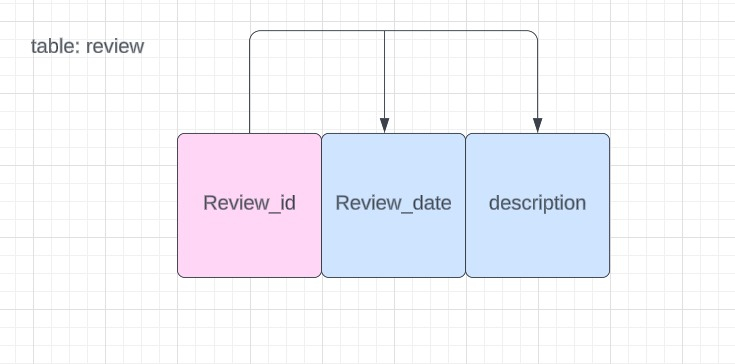 table: review
Review_id
Review_date
description